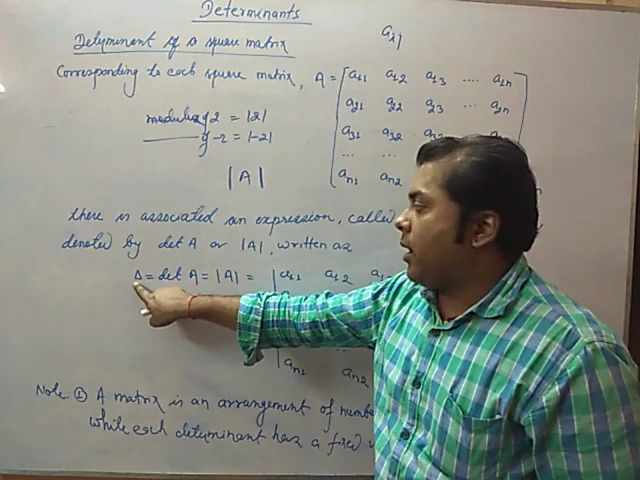 Determinants
Determinant of a square matrix
a_ij
Corresponding to each square matrix, A = [ a11 a12 a13 .... a1n
a21 a22 a23 ... a2n
modulus of 2 = |2|
a31 a32 a33
of -2 = |-2|
... ...
|A|
an1 an2
there is associated an expression, called
denoted by det A or |A|, written as
Δ = det A = |A| = | a11 a12
an1 an2
Note: ① A matrix is an arrangement of
while each determinant has a fixed